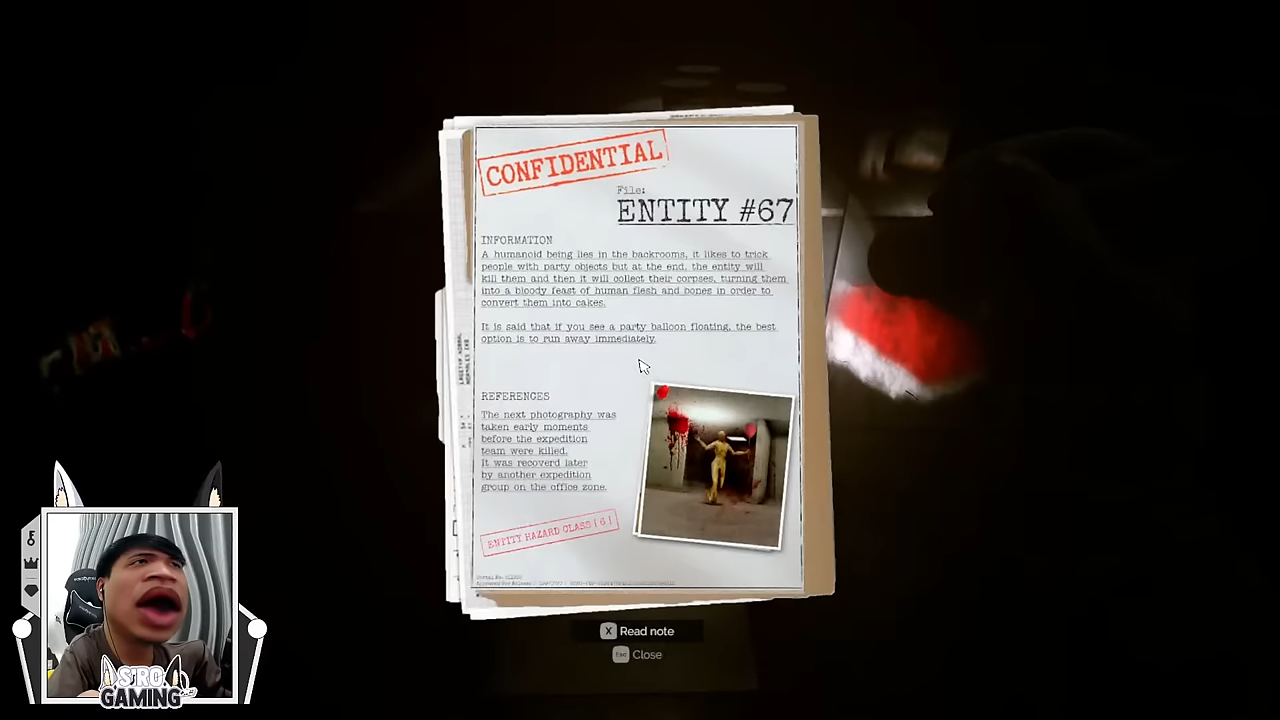 CONFIDENTIAL
File:
ENTITY #67
INFORMATION
A humanoid being lies in the backrooms, it likes to trick
people with party objects but at the end, the entity will
kill them and then it will collect their corpses, turning them
into a bloody feast of human flesh and bones in order to
convert them into cakes.
It is said that if you see a party balloon floating, the best
option is to run away immediately.
REFERENCES
The next photography was
taken early moments
before the expedition
team were killed.
It was recoverd later
by another expedition
group on the office zone.
ENTITY HAZARD CLASS | 6 |
X Read note
Esc Close
GAMING